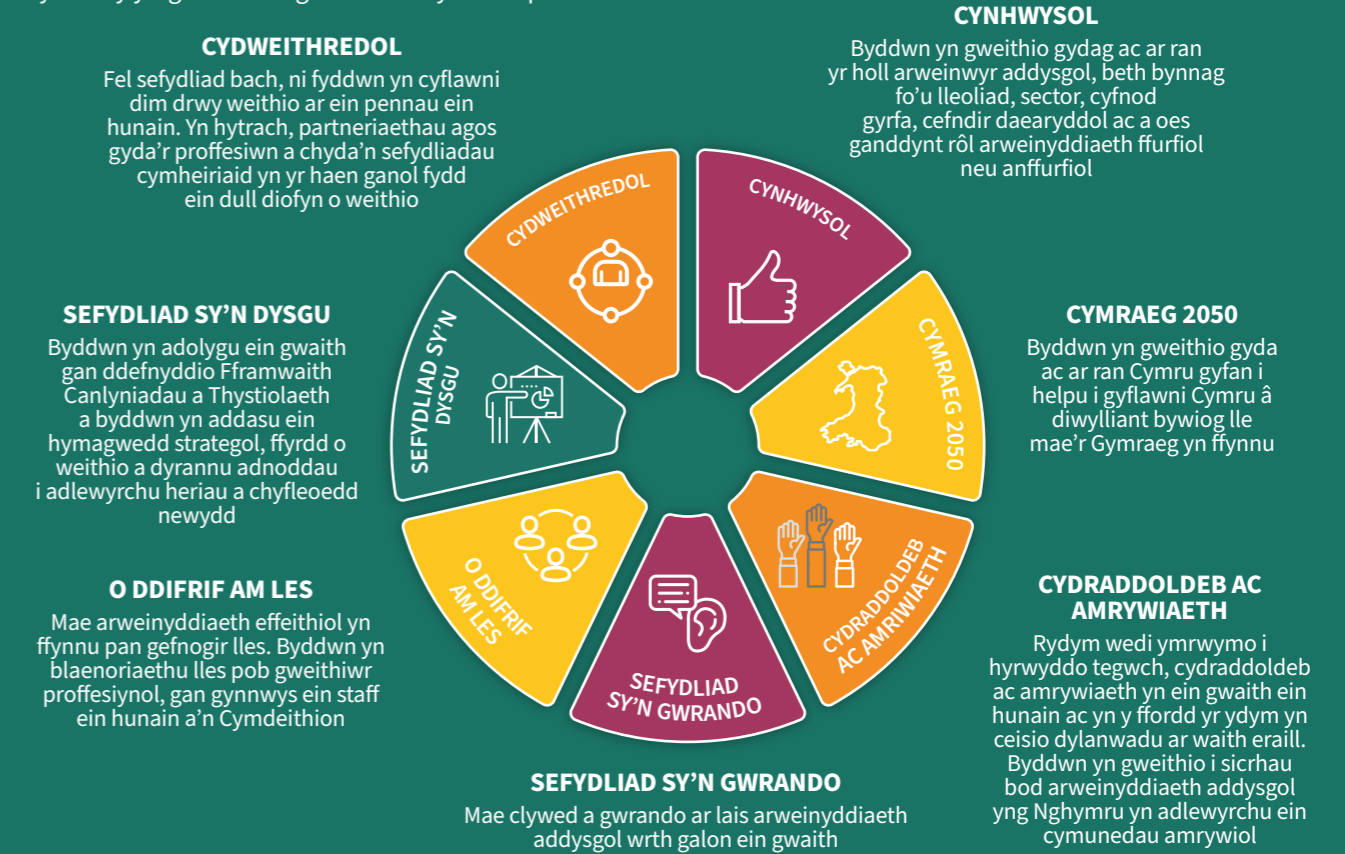 CYDWEITHREDOL
Fel sefydliad bach, ni fyddwn yn cyflawni
dim drwy weithio ar ein pennau ein
hunain. Yn hytrach, partneriaethau agos
gyda'r proffesiwn a chyda'n sefydliadau
cymheiriaid yn yr haen ganol fydd
ein dull diofyn o weithio
CYNHWYSOL
Byddwn yn gweithio gydag ac ar ran
yr holl arweinwyr addysgol, beth bynnag
fo'u lleoliad, sector, cyfnod
gyrfa, cefndir daearyddol ac a oes
ganddynt rôl arweinyddiaeth ffurfiol
neu anffurfiol
SEFYDLIAD SY'N DYSGU
Byddwn yn adolygu ein gwaith
gan ddefnyddio Fframwaith
Canlyniadau a Thystiolaeth
a byddwn yn addasu ein
hymagwedd strategol, ffyrdd o
weithio a dyrannu adnoddau
i adlewyrchu heriau a chyfleoedd
newydd
CYMRAEG 2050
Byddwn yn gweithio gyda
ac ar ran Cymru gyfan i
helpu i gyflawni Cymru â
diwylliant bywiog lle
mae'r Gymraeg yn ffynnu
O DDIFRIF AM LES
Mae arweinyddiaeth effeithiol yn
ffynnu pan gefnogir lles. Byddwn yn
blaenoriaethu lles pob gweithiwr
proffesiynol, gan gynnwys ein staff
ein hunain a'n Cymdeithion
CYDRADDOLDEB AC
AMRYWIAETH
Rydym wedi ymrwymo i
hyrwyddo tegwch, cydraddoldeb
ac amrywiaeth yn ein gwaith ein
hunain ac yn y ffordd yr ydym yn
ceisio dylanwadu ar waith eraill.
Byddwn yn gweithio i sicrhau
bod arweinyddiaeth addysgol
yng Nghymru yn adlewyrchu ein
cymunedau amrywiol
SEFYDLIAD SY'N GWRANDO
Mae clywed a gwrando ar lais arweinyddiaeth
addysgol wrth galon ein gwaith
CYDWEITHREDOL
CYNHWYSOL
CYMRAEG 2050
CYDRADDOLDEB
AC AMRIWIAETH
SEFYDLIAD
SY'N GWRANDO
O DDIFRIF
AM LES
SEFYDLIAD SY'N
DYSGU